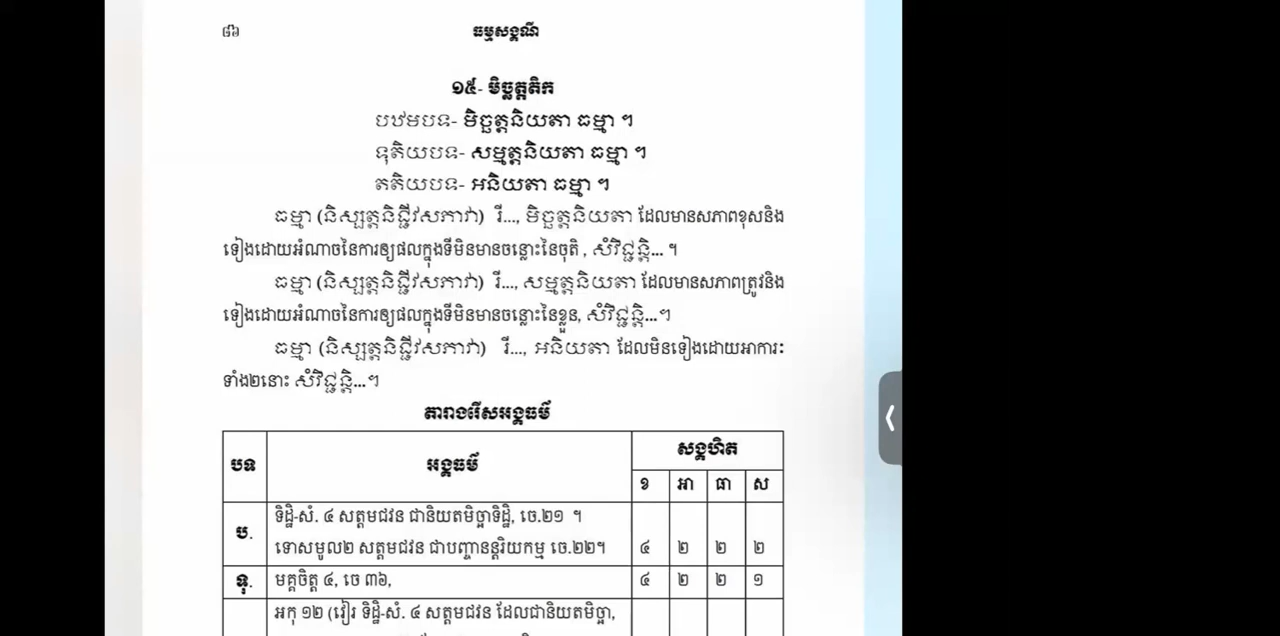 ៨៦ ធម្មសង្គណី
១៥- មិច្ឆត្តតិក
បឋមបទ- មិច្ឆត្តនិយតា ធម្មា ។
ទុតិយបទ- សម្មត្តនិយតា ធម្មា ។
តតិយបទ- អនិយតា ធម្មា ។
ធម្មា (និស្សត្តនិជ្ជីវសភាវា) រី..., មិច្ឆត្តនិយតា ដែលមានសភាពខុសនិង
ទៀងដោយអំណាចនៃការឲ្យផលក្នុងទីមិនមានចន្លោះនៃចុតិ , សំវិជ្ជន្តិ... ។
ធម្មា (និស្សត្តនិជ្ជីវសភាវា) រី..., សម្មត្តនិយតា ដែលមានសភាពត្រូវនិង
ទៀងដោយអំណាចនៃការឲ្យផលក្នុងទីមិនមានចន្លោះនៃខ្លួន, សំវិជ្ជន្តិ...។
ធម្មា (និស្សត្តនិជ្ជីវសភាវា) រី..., អនិយតា ដែលមិនទៀងដោយអាការៈ
ទាំង២នោះ សំវិជ្ជន្តិ...។
តារាងរើសអង្គធម៌
បទ អង្គធម៌ សង្គហិត
ខ អា ធា ស
ប. ទិដ្ឋិ-សំ. ៤ សត្តមជវន ជានិយតមិច្ឆាទិដ្ឋិ, ចេ.២១ ។
ទោសមូល២ សត្តមជវន ជាបញ្ចានន្តរិយកម្ម ចេ.២២។ ៤ ២ ២ ២
ទុ. មគ្គចិត្ត ៤, ចេ ៣៦, ៤ ២ ២ ១
អកុ ១២ (វៀរ ទិដ្ឋិ-សំ. ៤ សត្តមជវន ដែលជានិយតមិច្ឆា,